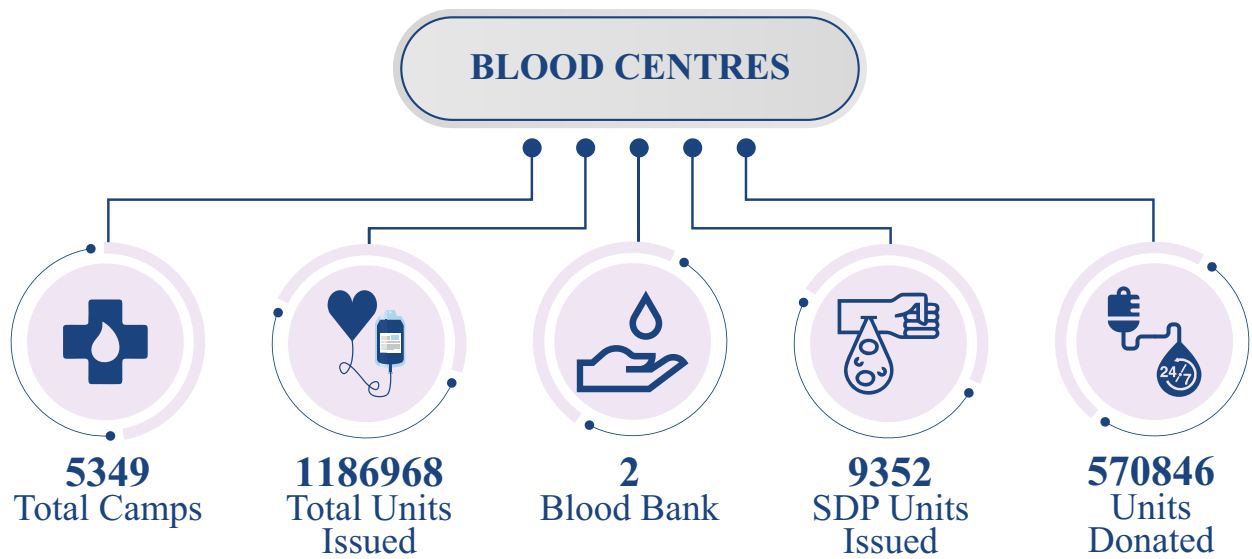 BLOOD CENTRES
24/7
5349
Total Camps
1186968
Total Units
Issued
2
Blood Bank
9352
SDP Units
Issued
570846
Units
Donated